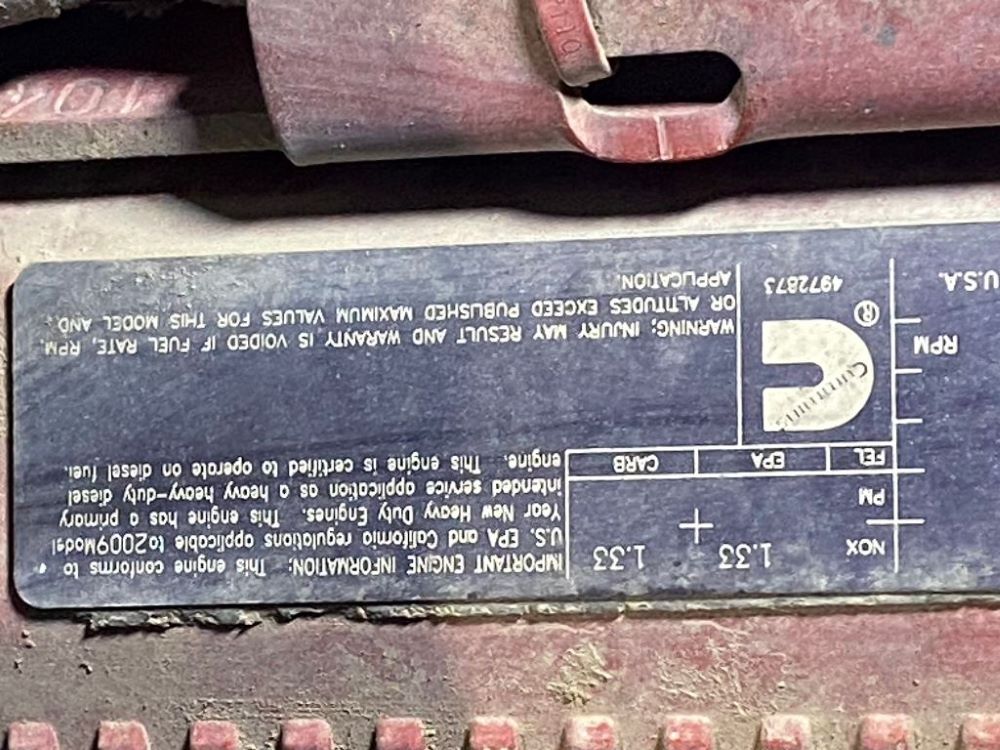 IMPORTANT ENGINE INFORMATION: This engine conforms to
U.S. EPA and California regulations applicable to 2009 Model
Year New Heavy Duty Engines. This engine has a primary
intended service application as a heavy heavy-duty diesel
engine. This engine is certified to operate on diesel fuel.
NOX 1.33 1.33
PM
FEL EPA CARB
Cummins
®
4972873
RPM
U.S.A.
WARNING: INJURY MAY RESULT AND WARANTY IS VOIDED IF FUEL RATE, RPM,
OR ALTITUDES EXCEED PUBLISHED MAXIMUM VALUES FOR THIS MODEL AND
APPLICATION.